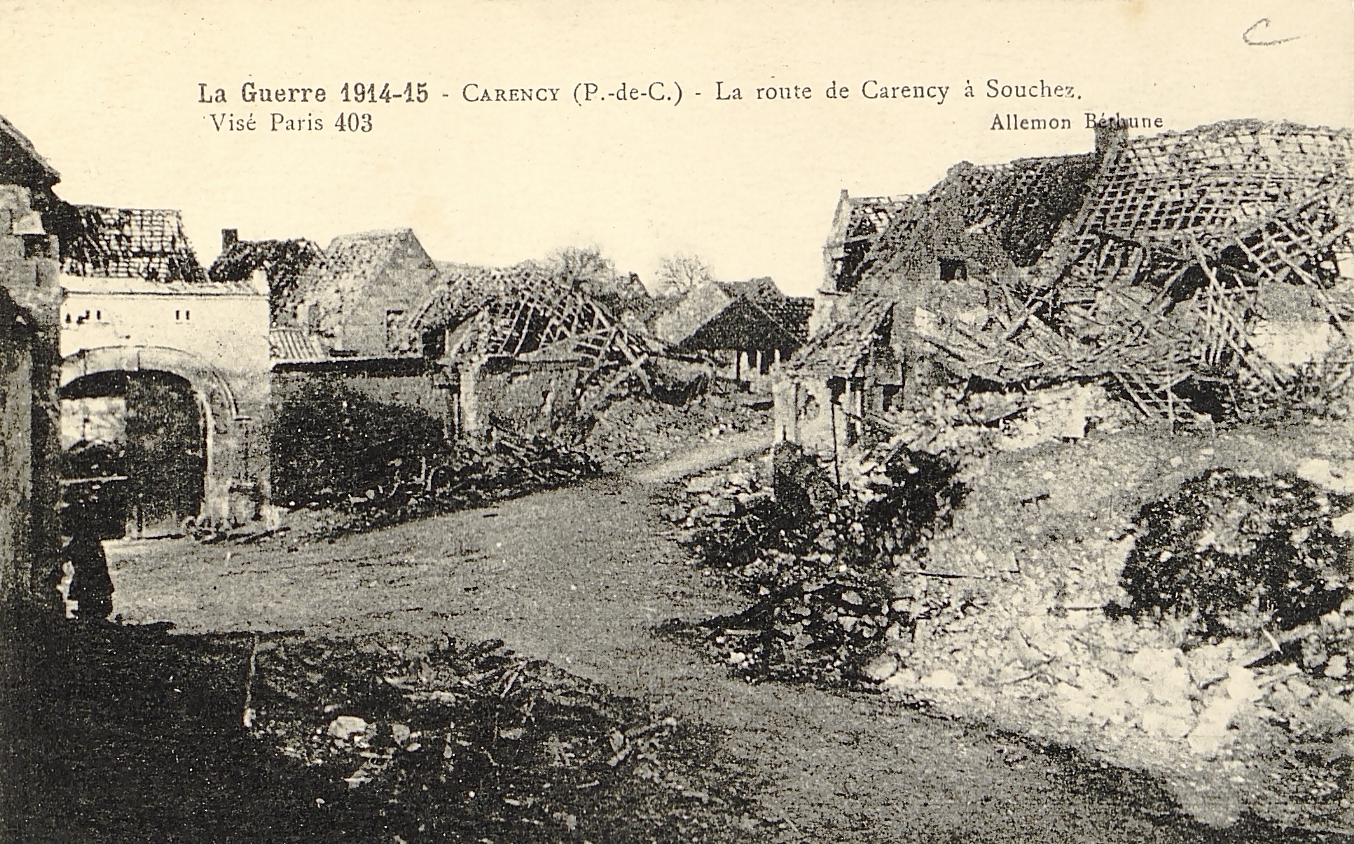 C
La Guerre 1914-15 - CARENCY (P.-de-C.) - La route de Carency à Souchez.
Visé Paris 403
Allemon Béthune